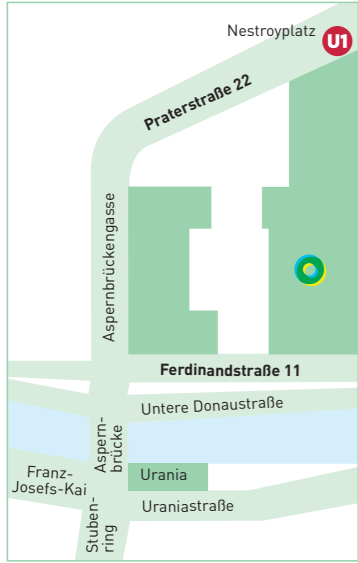 Nestroyplatz
U1
Praterstraße 22
Aspernbrückengasse
Ferdinandstraße 11
Untere Donaustraße
Aspern-
brücke
Franz-
Josefs-Kai
Urania
Uraniastraße
Stuben-
ring